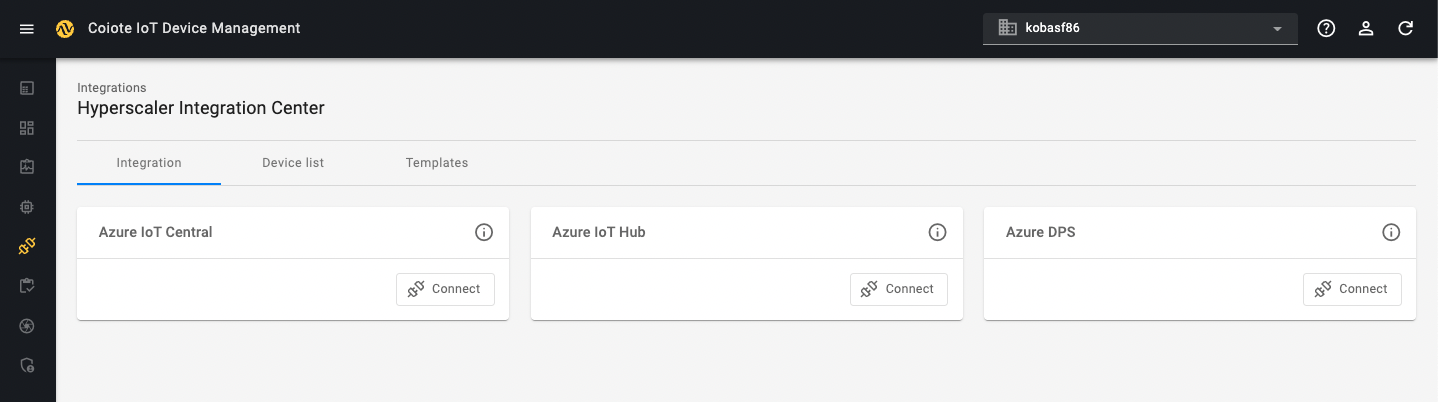 Coiote IoT Device Management
kobasf86
Integrations
Hyperscaler Integration Center
Integration
Device list
Templates
Azure IoT Central
Azure IoT Hub
Azure DPS
Connect
Connect
Connect